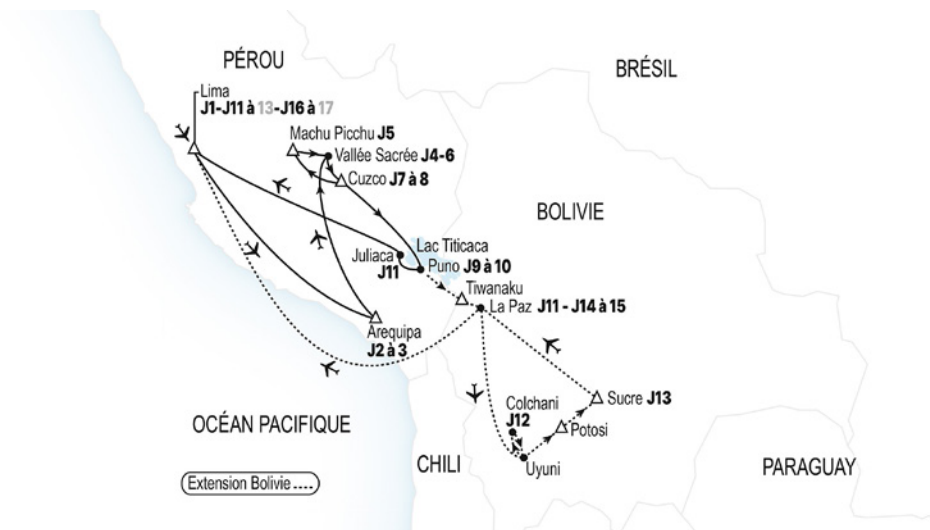 PÉROU
BRÉSIL
Lima
J1-J11 à 13-J16 à 17
Machu Picchu J5
Vallée Sacrée J4-6
Cuzco J7 à 8
BOLIVIE
Lac Titicaca
Juliaca
J11
Puno J9 à 10
Tiwanaku
La Paz J11 - J14 à 15
Arequipa
J2 à 3
Colchani
J12
Sucre J13
OCÉAN PACIFIQUE
Potosi
CHILI
Uyuni
PARAGUAY
Extension Bolivie ....